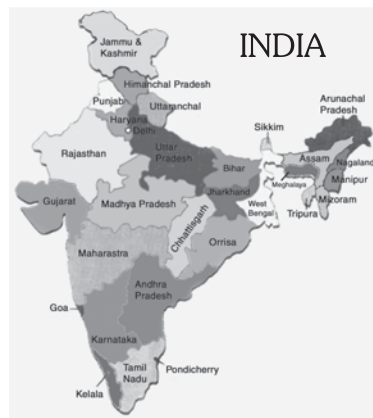 INDIA
Jammu &
Kashmir
Himanchal Pradesh
Punjab
Uttaranchal
Haryana
Delhi
Arunachal
Pradesh
Sikkim
Rajasthan
Uttar
Pradesh
Assam
Nagaland
Bihar
Meghalaya
Manipur
Jharkhand
Mizoram
Gujarat
Madhya Pradesh
West
Bengal
Tripura
Chhattisgarh
Orrisa
Maharastra
Andhra
Pradesh
Goa
Karnataka
Tamil
Nadu
Pondicherry
Kelala